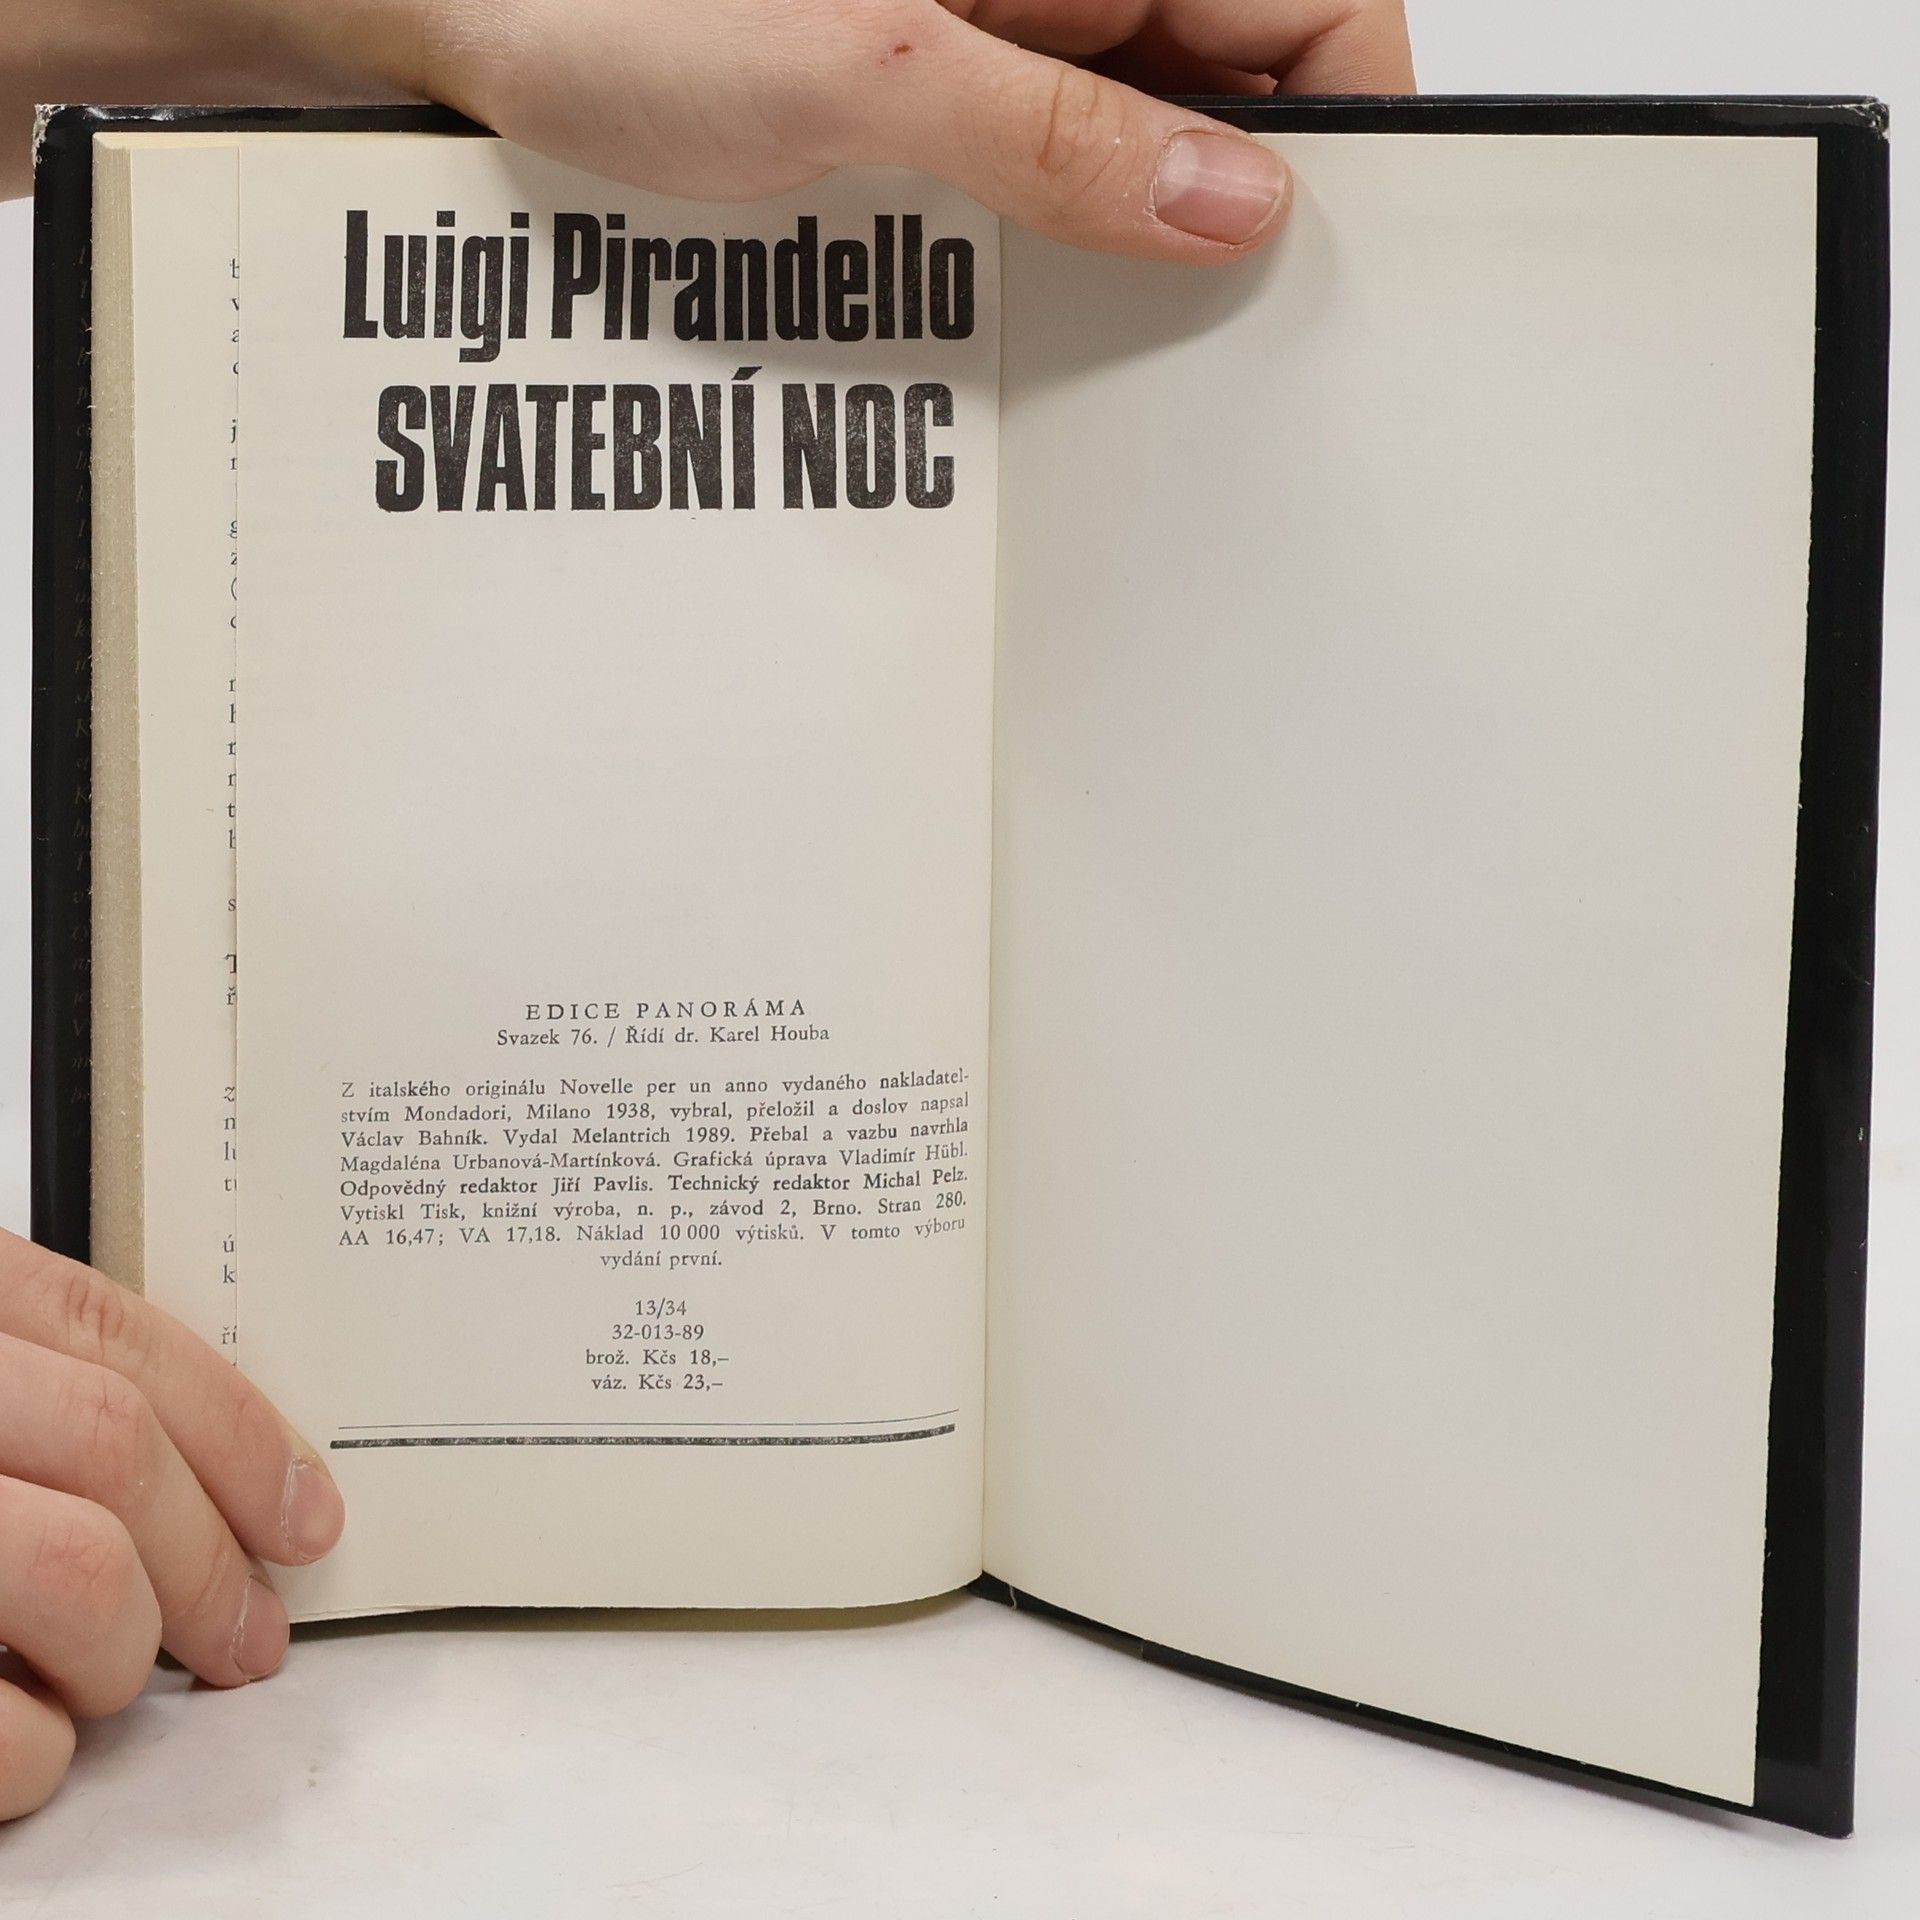 Luigi Pirandello
SVATEBNÍ NOC
EDICE PANORÁMA
Svazek 76. / Řídí dr. Karel Houba
Z italského originálu Novelle per un anno vydaného nakladatel-
stvím Mondadori, Milano 1938, vybral, přeložil a doslov napsal
Václav Bahník. Vydal Melantrich 1989. Přebal a vazbu navrhla
Magdaléna Urbanová-Martínková. Grafická úprava Vladimír Hübl.
Odpovědný redaktor Jiří Pavlis. Technický redaktor Michal Pelz.
Vytiskl Tisk, knižní výroba, n. p., závod 2, Brno. Stran 280.
AA 16,47; VA 17,18. Náklad 10 000 výtisků. V tomto výboru
vydání první.
13/34
32-013-89
brož. Kčs 18,–
váz. Kčs 23,–